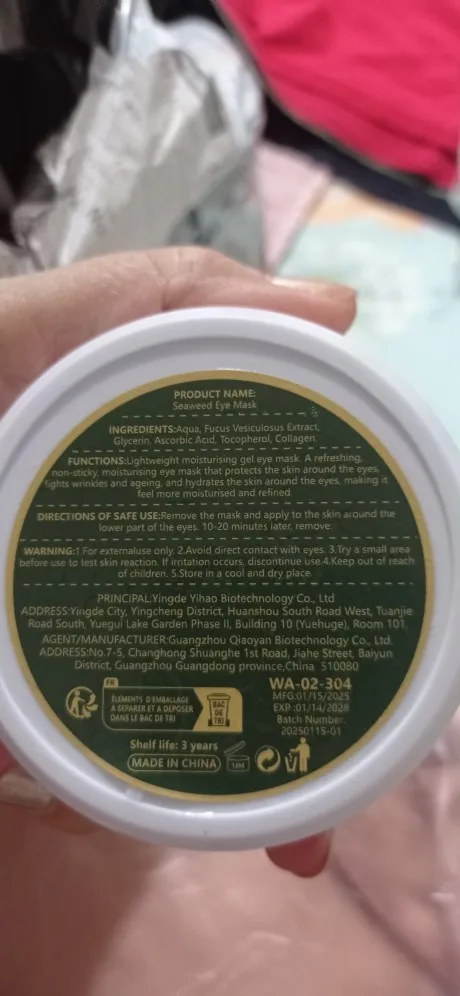 PRODUCT NAME:
Seaweed Eye Mask
INGREDIENTS:Aqua, Fucus Vesiculosus Extract,
Glycerin, Ascorbic Acid, Tocopherol, Collagen
FUNCTIONS:Lightweight moisturising gel eye mask. A refreshing,
non-sticky, moisturising eye mask that protects the skin around the eyes,
fights wrinkles and ageing, and hydrates the skin around the eyes, making it
feel more moisturised and refined
DIRECTIONS OF SAFE USE:Remove the mask and apply to the skin around the
lower part of the eyes. 10-20 minutes later, remove.
WARNING:1.For externaluse only. 2.Avoid direct contact with eyes. 3.Try a small area
before use to test skin reaction. If irritation occurs, discontinue use.4.Keep out of reach
of children. 5.Store in a cool and dry place.
PRINCIPAL:Yingde Yihao Biotechnology Co., Ltd
ADDRESS:Yingde City, Yingcheng District, Huanshou South Road West, Tuanjie
Road South, Yuegui Lake Garden Phase II, Building 10 (Yuehuge), Room 101
AGENT/MANUFACTURER:Guangzhou Qiaoyan Biotechnology Co., Ltd.
ADDRESS:No.7-5, Changhong Shuanghe 1st Road, Jiahe Street, Baiyun
District, Guangzhou Guangdong province,China 510080
FR
ÉLÉMENTS D'EMBALLAGE
À SÉPARER ET À DÉPOSER
DANS LE BAC DE TRI
BAC
DE
TRI
WA-02-304
MFG:01/15/2025
EXP :01/14/2028
Batch Number:
20250115-01
Shelf life: 3 years
MADE IN CHINA